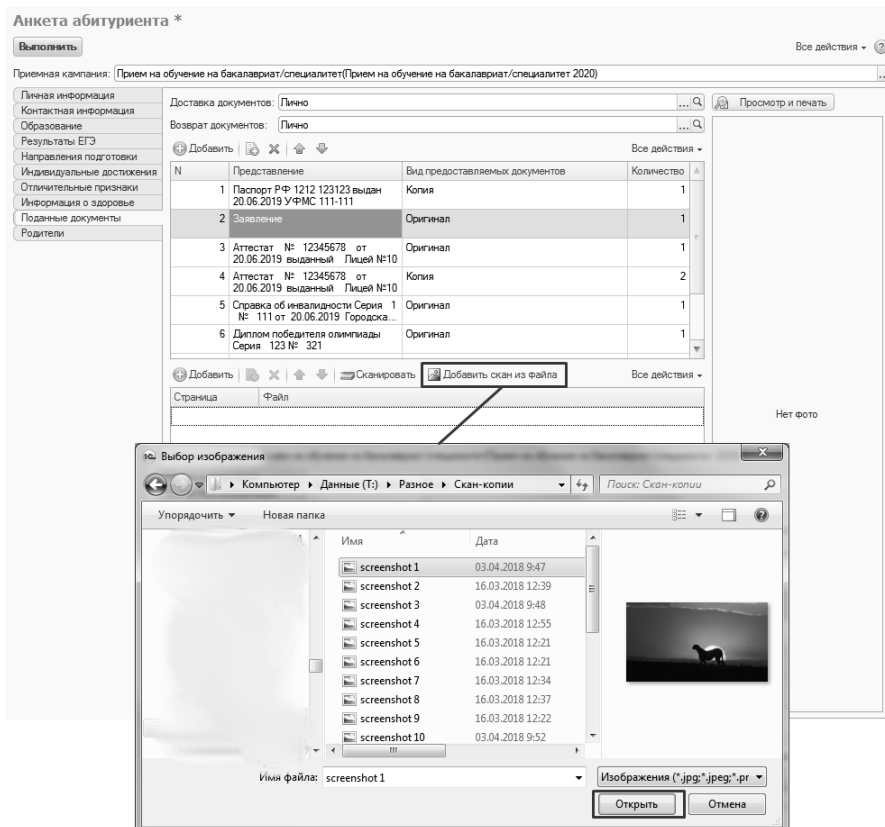 Анкета абитуриента *
Выполнить
Все действия
Приемная кампания: Прием на обучение на бакалавриат/специалитет(Прием на обучение на бакалавриат/специалитет 2020)
Личная информация
Контактная информация
Образование
Результаты ЕГЭ
Направления подготовки
Индивидуальные достижения
Отличительные признаки
Информация о здоровье
Поданные документы
Родители
Доставка документов: Лично
Возврат документов: Лично
Просмотр и печать
Добавить
Все действия
N Представление Вид предоставляемых документов Количество
1 Паспорт РФ 1212 123123 выдан Копия 1
20.06.2019 УФМС 111-111
2 Заявление Оригинал 1
3 Аттестат № 12345678 от Оригинал 1
20.06.2019 выданный Лицей №10
4 Аттестат № 12345678 от Копия 2
20.06.2019 выданный Лицей №10
5 Справка об инвалидности Серия 1 Оригинал 1
№ 111 от 20.06.2019 Городска...
6 Диплом победителя олимпиады Оригинал 1
Серия 123 № 321
Добавить Сканировать Добавить скан из файла Все действия
Страница Файл
Нет фото
Выбор изображения
Компьютер Данные (T:) Разное Скан-копии Поиск: Скан-копии
Упорядочить Новая папка
Имя Дата
screenshot 1 03.04.2018 9:47
screenshot 2 16.03.2018 12:39
screenshot 3 03.04.2018 9:48
screenshot 4 16.03.2018 12:55
screenshot 5 16.03.2018 12:21
screenshot 6 16.03.2018 12:21
screenshot 7 16.03.2018 12:34
screenshot 8 16.03.2018 12:37
screenshot 9 16.03.2018 12:22
screenshot 10 03.04.2018 9:52
Имя файла: screenshot 1 Изображения (*.jpg;*.jpeg;*.pr
Открыть Отмена